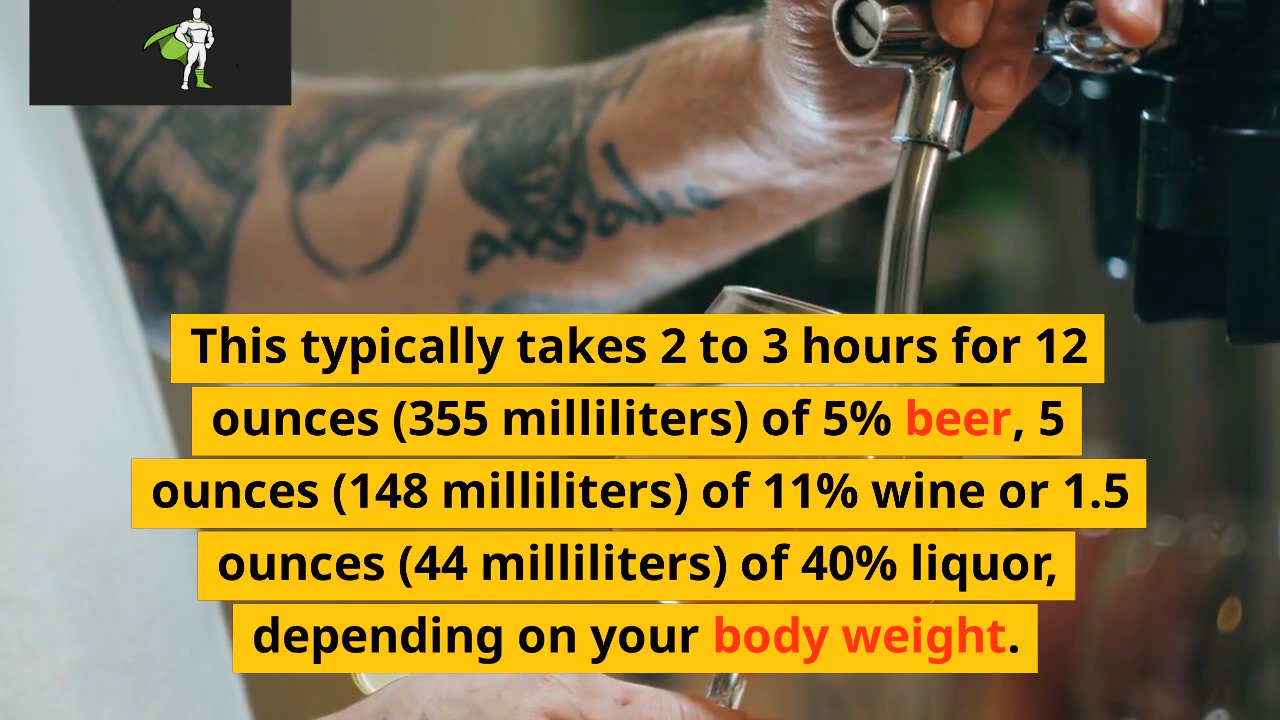 This typically takes 2 to 3 hours for 12
ounces (355 milliliters) of 5% beer, 5
ounces (148 milliliters) of 11% wine or 1.5
ounces (44 milliliters) of 40% liquor,
depending on your body weight.